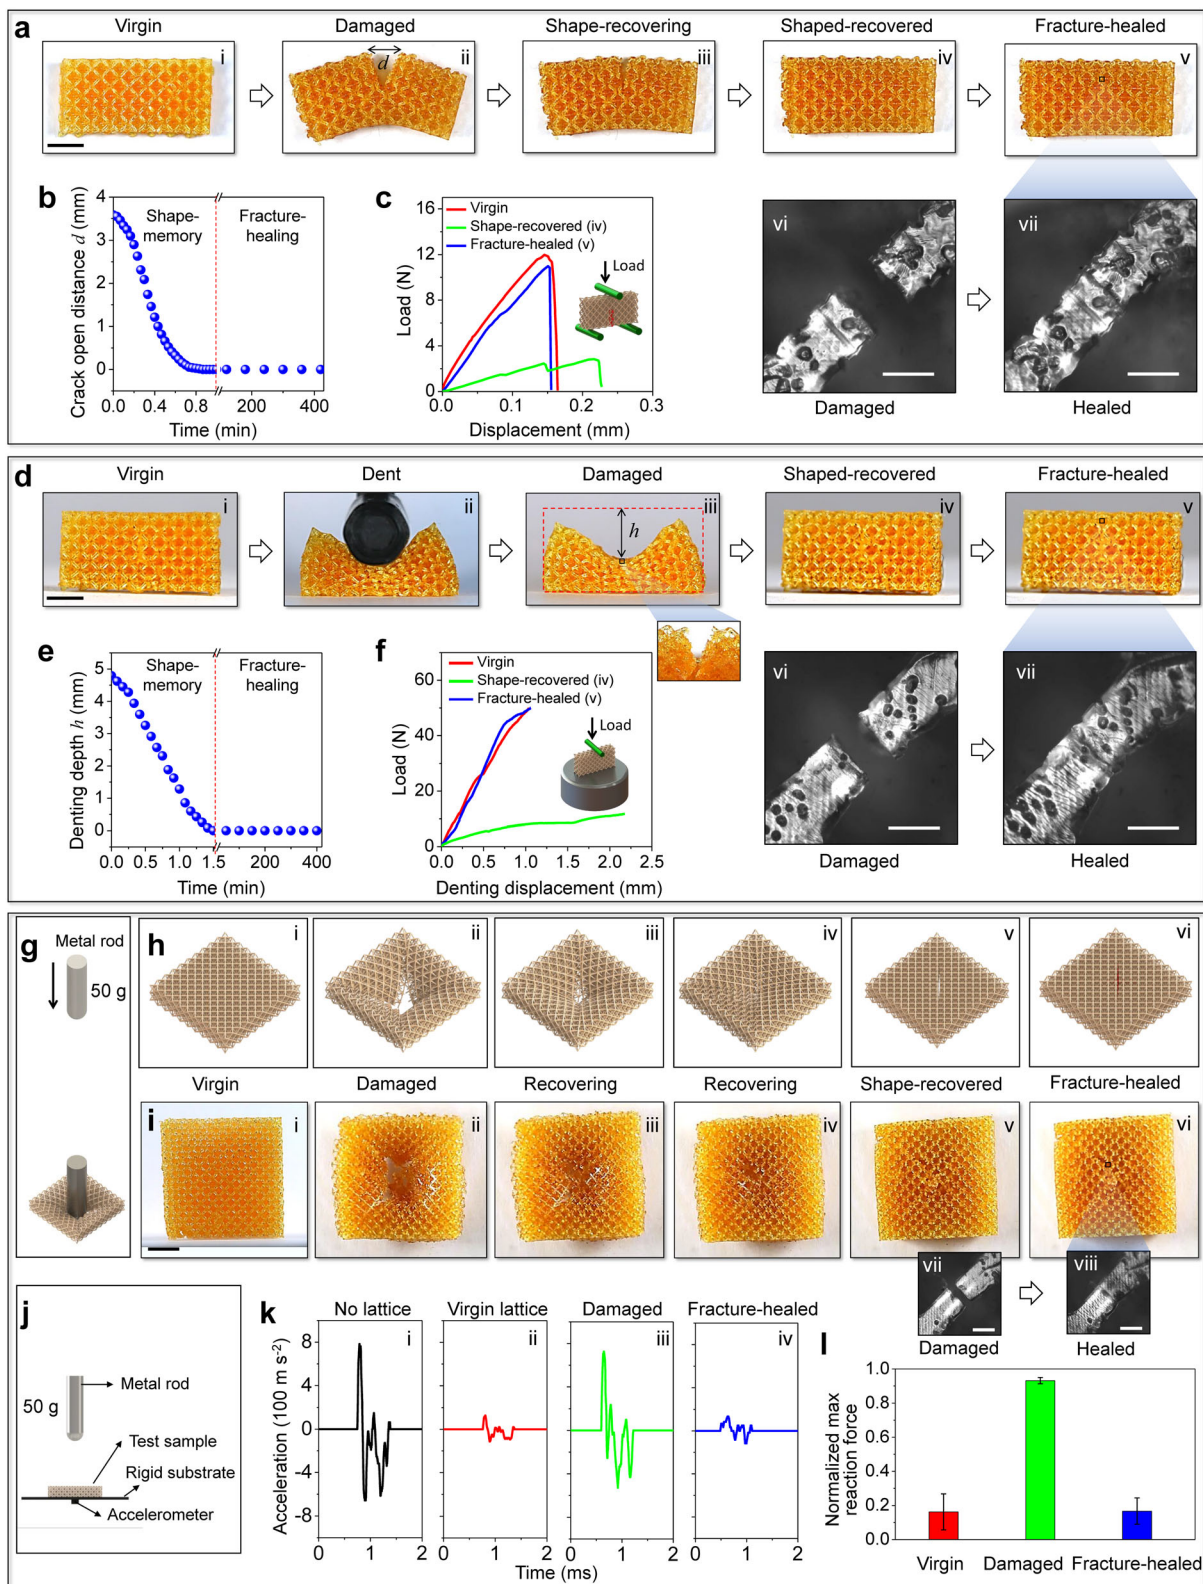 a
Virgin
Damaged
Shape-recovering
Shaped-recovered
Fracture-healed
i
ii
iii
iv
v
d
b
4
3
2
1
0
Crack open distance d (mm)
Shape-
memory
Fracture-
healing
0.0 0.4 0.8 200 400
Time (min)
c
16
12
8
4
0
Load (N)
Virgin
Shape-recovered (iv)
Fracture-healed (v)
Load
0.0 0.1 0.2 0.3
Displacement (mm)
vi
Damaged
vii
Healed
d
Virgin
Dent
Damaged
Shaped-recovered
Fracture-healed
i
ii
iii
iv
v
h
e
5
4
3
2
1
0
Denting depth h (mm)
Shape-
memory
Fracture-
healing
0.0 0.5 1.0 1.5 200 400
Time (min)
f
60
40
20
0
Load (N)
Virgin
Shape-recovered (iv)
Fracture-healed (v)
Load
0.0 0.5 1.0 1.5 2.0 2.5
Denting displacement (mm)
vi
Damaged
vii
Healed
g
Metal rod
50 g
h
i
ii
iii
iv
v
vi
Virgin
Damaged
Recovering
Recovering
Shape-recovered
Fracture-healed
i
i
ii
iii
iv
v
vi
vii
Damaged
viii
Healed
j
50 g
Metal rod
Test sample
Rigid substrate
Accelerometer
k
No lattice
Virgin lattice
Damaged
Fracture-healed
i
ii
iii
iv
8
4
0
-4
-8
Acceleration (100 m s-2)
0 1 2 0 1 2 0 1 2 0 1 2
Time (ms)
l
1.0
0.8
0.6
0.4
0.2
0.0
Normalized max
reaction force
Virgin
Damaged
Fracture-healed